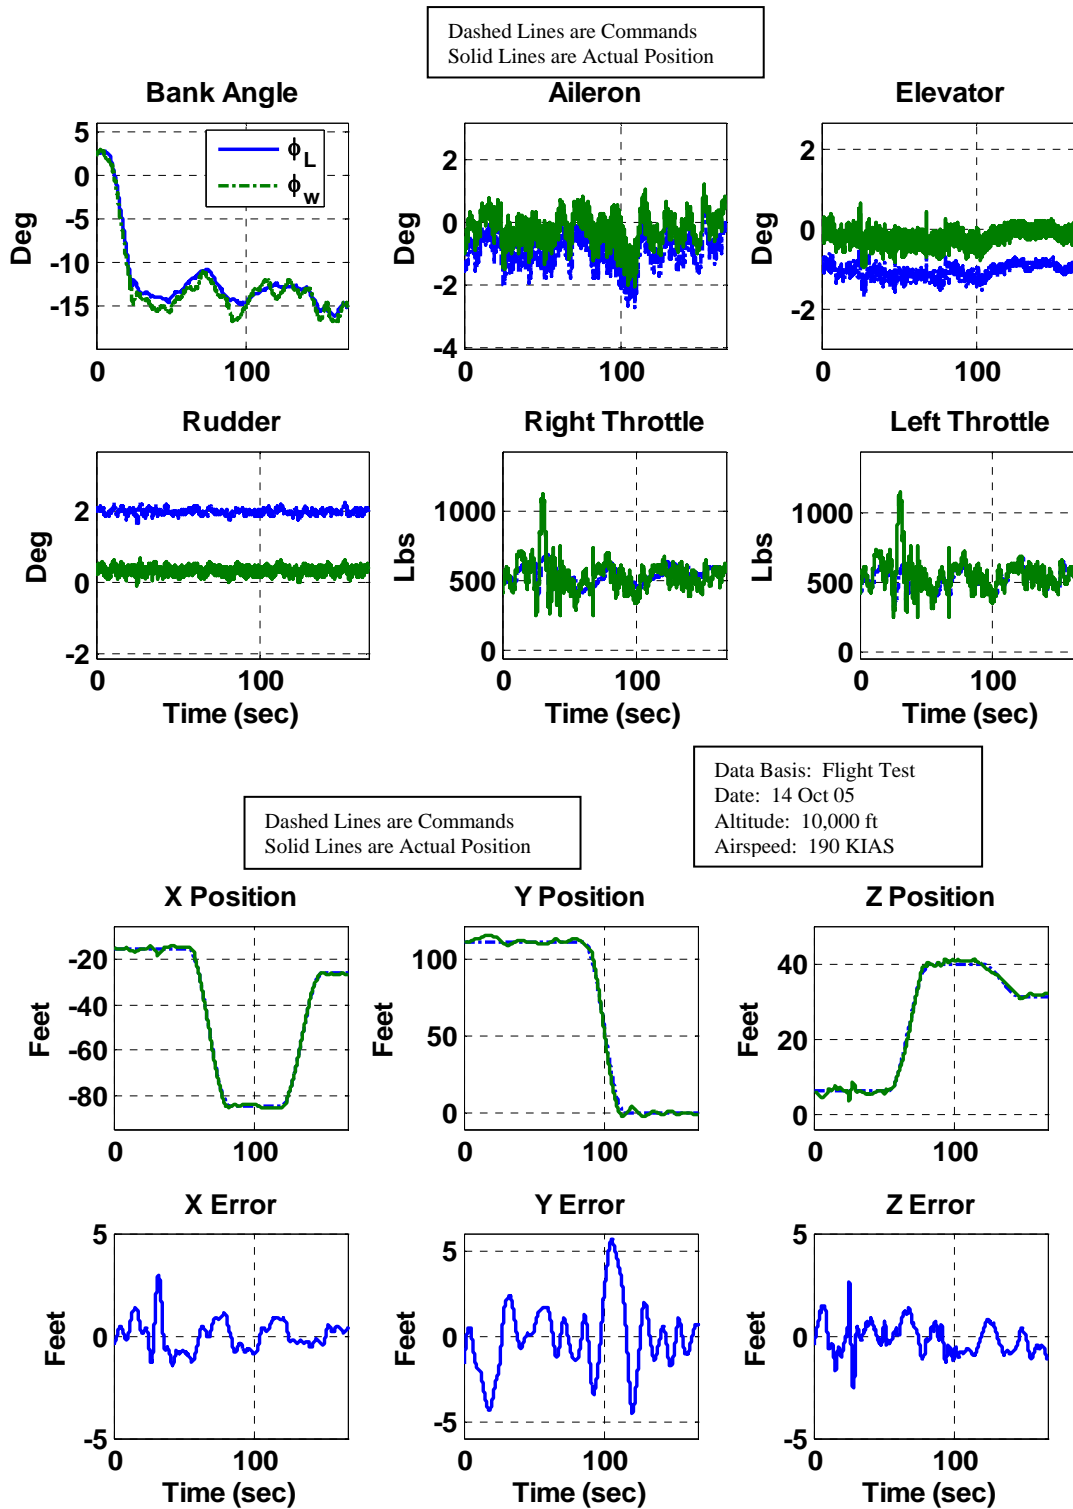 Dashed Lines are Commands
Solid Lines are Actual Position
Bank Angle
Aileron
Elevator
5
0
-5
-10
-15
Deg
ϕL
ϕw
0
100
2
0
-2
-4
Deg
0
100
2
0
-2
Deg
0
100
Rudder
Right Throttle
Left Throttle
2
0
-2
Deg
0
100
Time (sec)
1000
500
0
Lbs
0
100
Time (sec)
1000
500
0
Lbs
0
100
Time (sec)
Data Basis: Flight Test
Date: 14 Oct 05
Altitude: 10,000 ft
Airspeed: 190 KIAS
Dashed Lines are Commands
Solid Lines are Actual Position
X Position
Y Position
Z Position
-20
-40
-60
-80
Feet
0
100
100
50
0
Feet
0
100
40
20
0
Feet
0
100
X Error
Y Error
Z Error
5
0
-5
Feet
0
100
Time (sec)
5
0
-5
Feet
0
100
Time (sec)
5
0
-5
Feet
0
100
Time (sec)